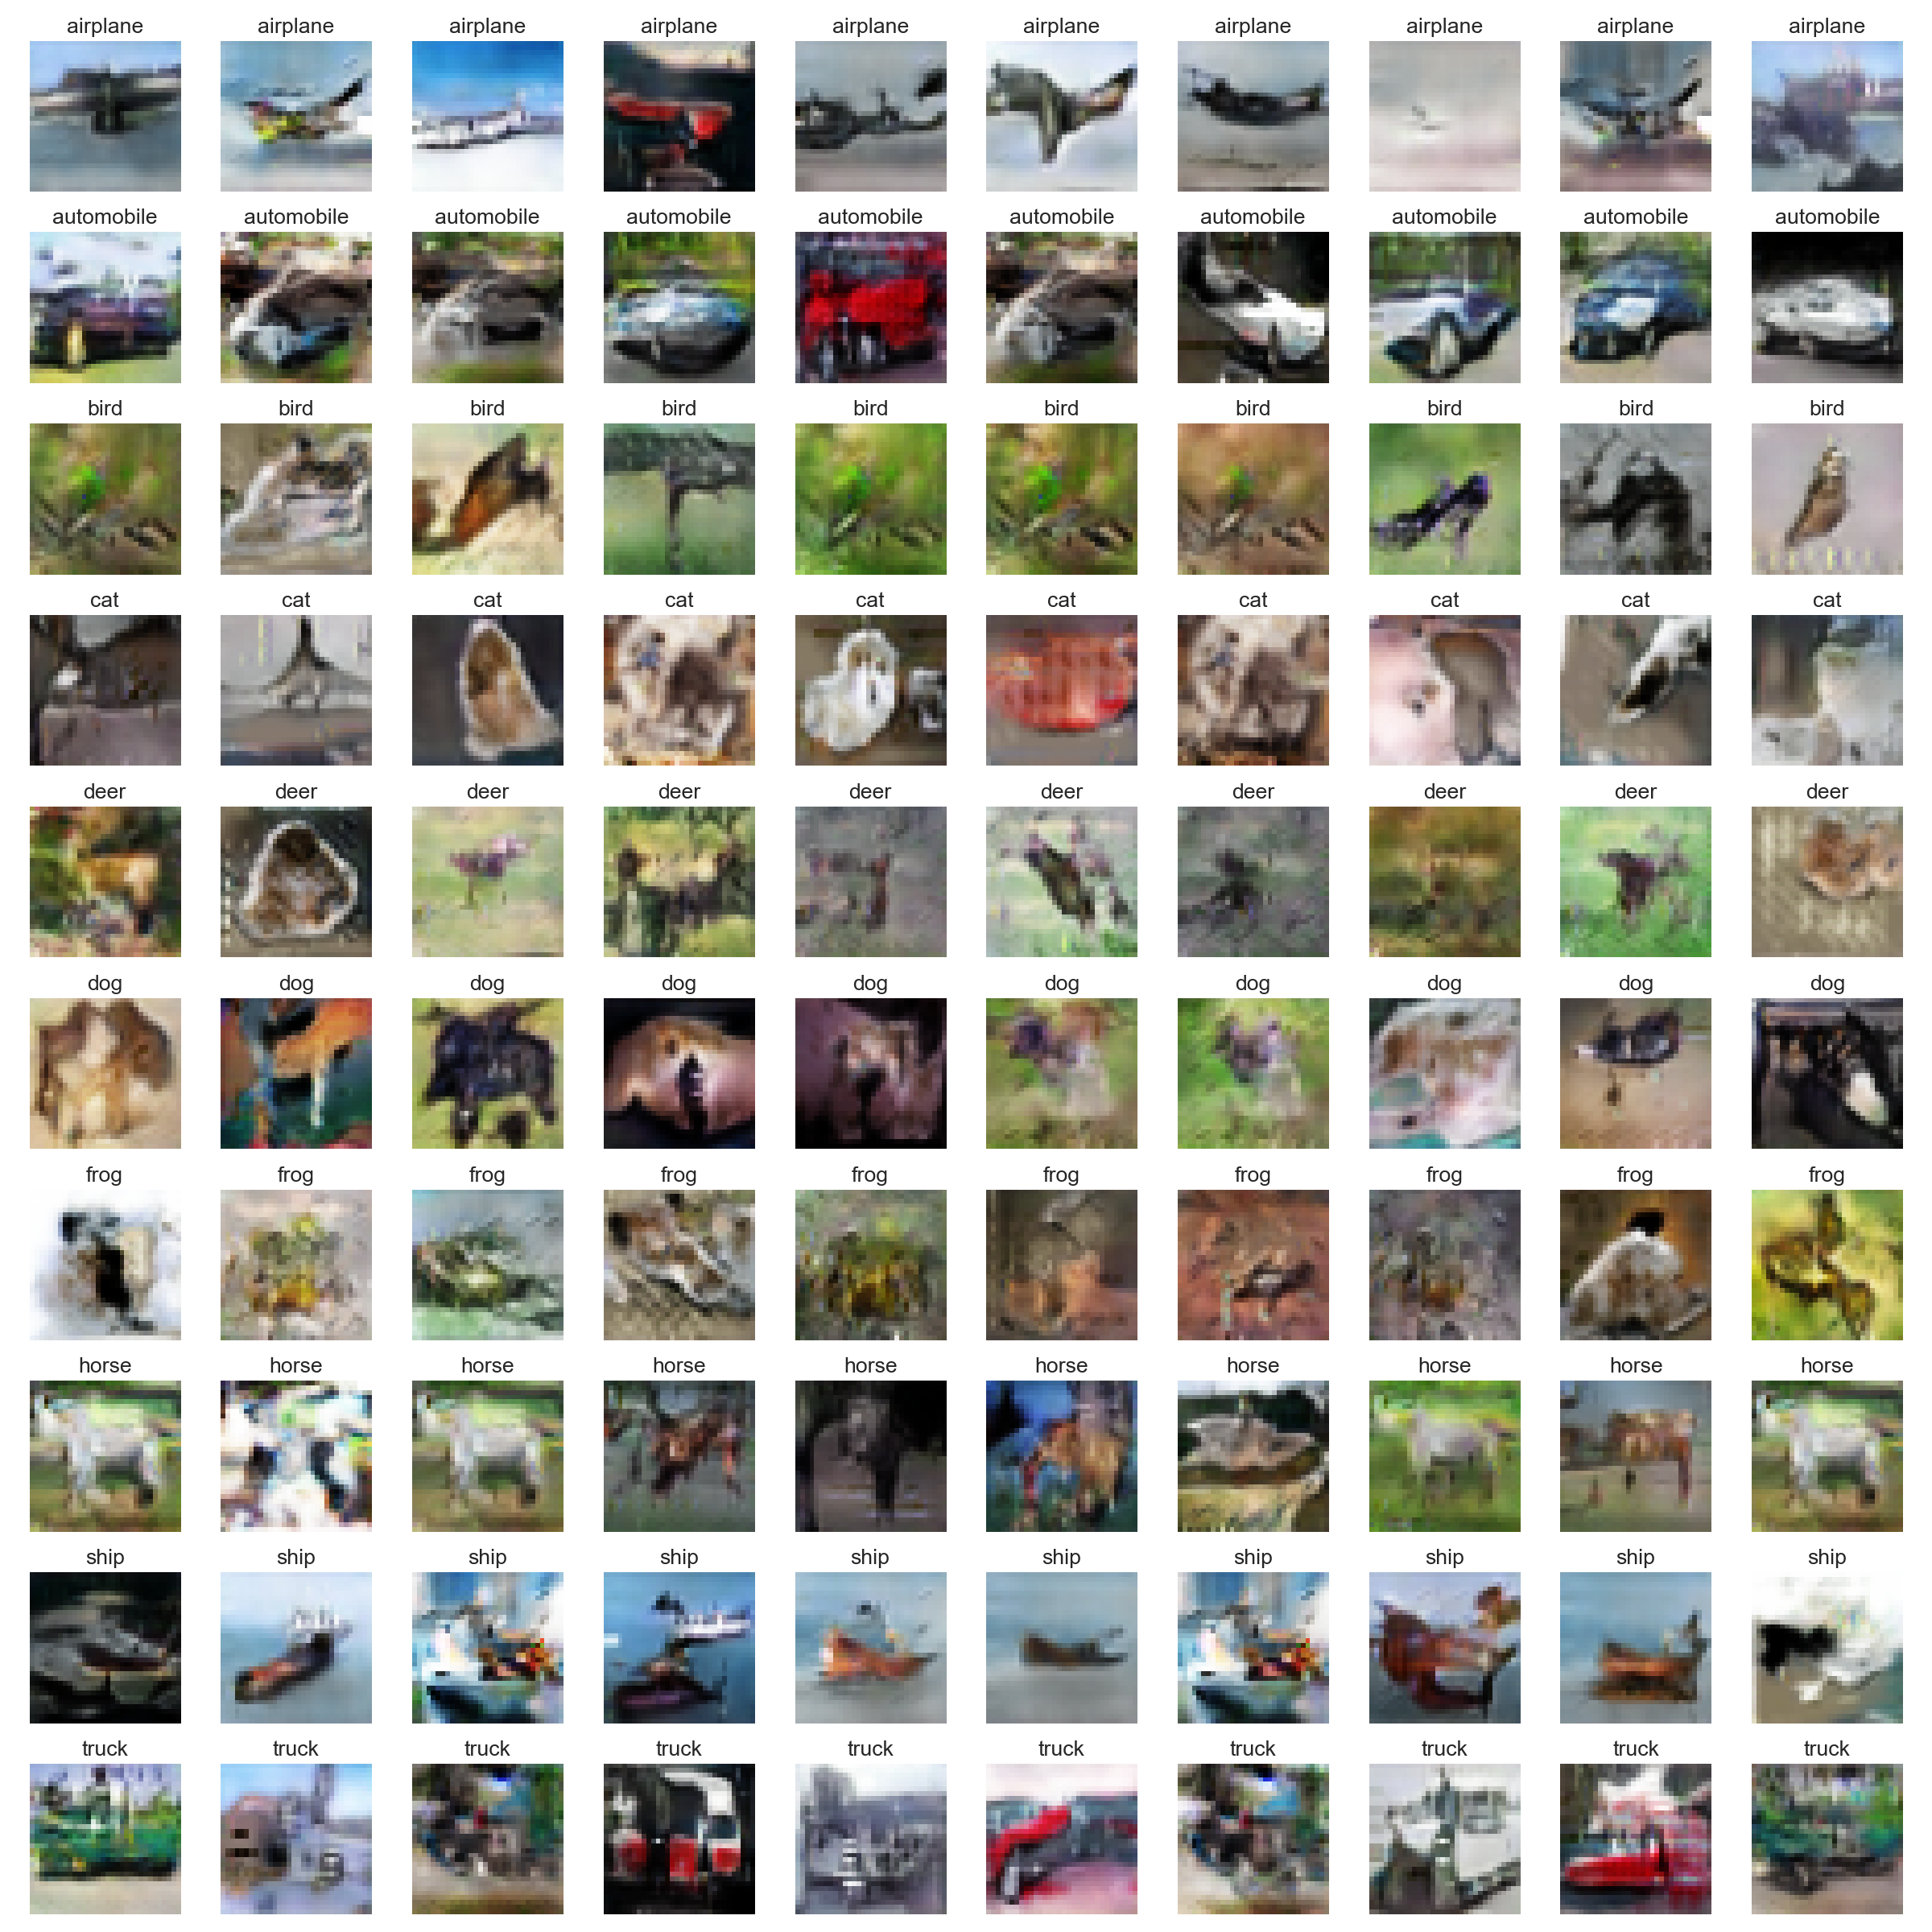 airplane airplane airplane airplane airplane airplane airplane airplane airplane airplane
automobile automobile automobile automobile automobile automobile automobile automobile automobile automobile
bird bird bird bird bird bird bird bird bird bird
cat cat cat cat cat cat cat cat cat cat
deer deer deer deer deer deer deer deer deer deer
dog dog dog dog dog dog dog dog dog dog
frog frog frog frog frog frog frog frog frog frog
horse horse horse horse horse horse horse horse horse horse
ship ship ship ship ship ship ship ship ship ship
truck truck truck truck truck truck truck truck truck truck